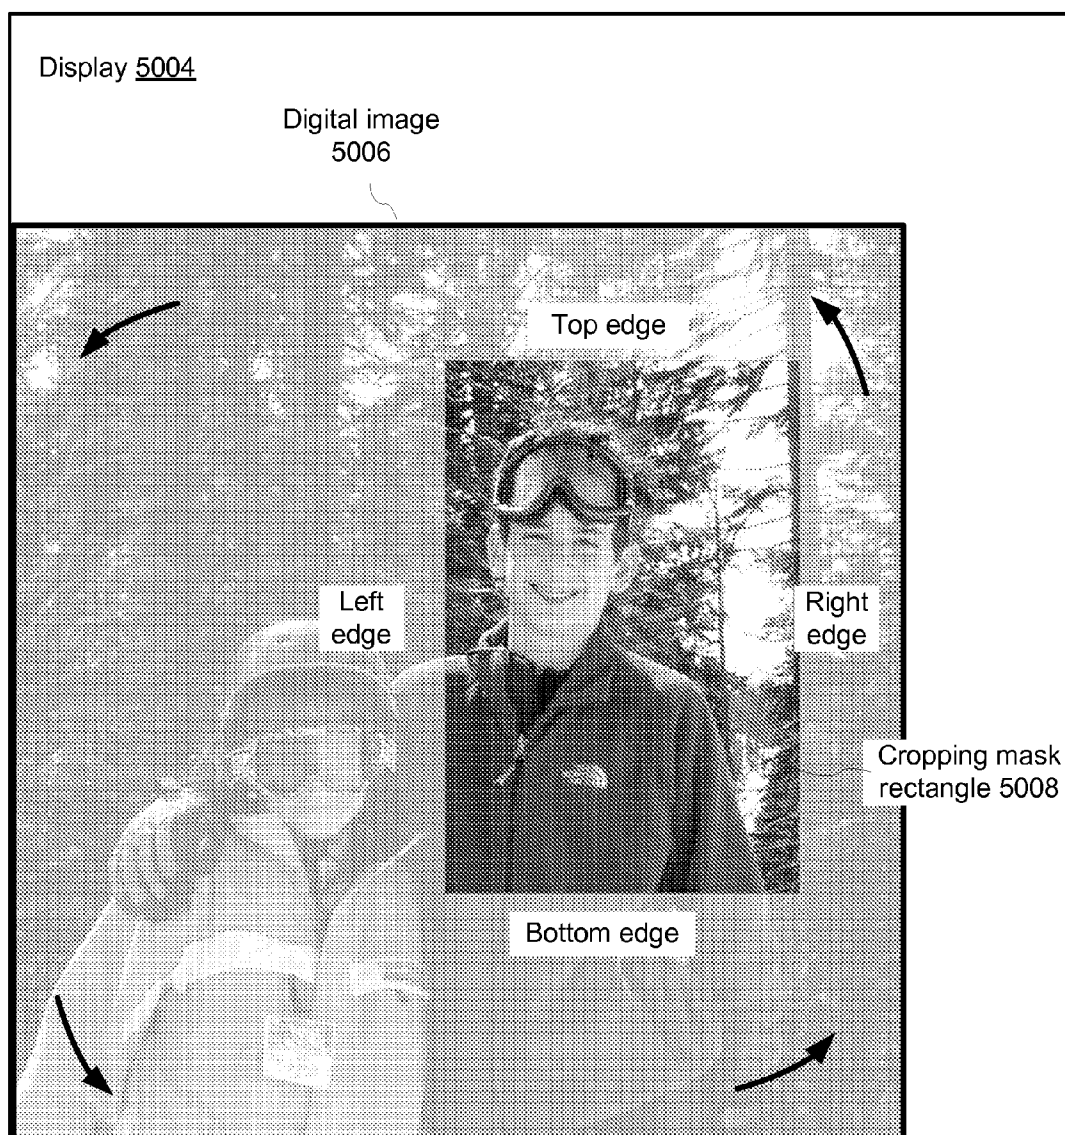 Display 5004
Digital image
5006
Top edge
Left
edge
Right
edge
Cropping mask
rectangle 5008
Bottom edge